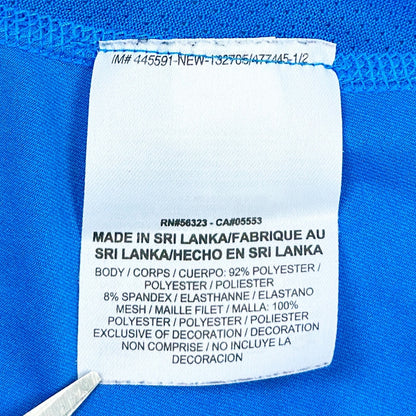 IM# 445591-NEW-132705/477445-1/2
RN#56323 - CA#05553
MADE IN SRI LANKA/FABRIQUE AU
SRI LANKA/HECHO EN SRI LANKA
BODY / CORPS / CUERPO: 92% POLYESTER /
POLYESTER / POLIESTER
8% SPANDEX / ELASTHANNE / ELASTANO
MESH / MAILLE FILET / MALLA: 100%
POLYESTER / POLYESTER / POLIESTER
EXCLUSIVE OF DECORATION / DECORATION
NON COMPRISE / NO INCLUYE LA
DECORACION